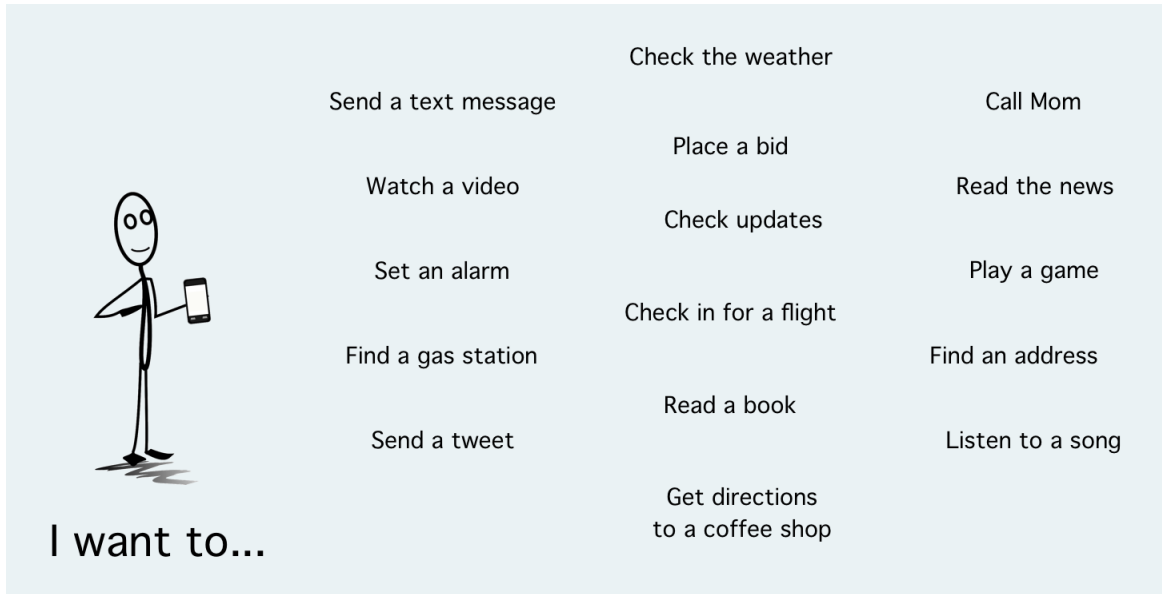 Check the weather
Send a text message
Call Mom
Place a bid
Watch a video
Read the news
Check updates
Set an alarm
Play a game
Check in for a flight
Find a gas station
Find an address
Read a book
Send a tweet
Listen to a song
Get directions
to a coffee shop
I want to...